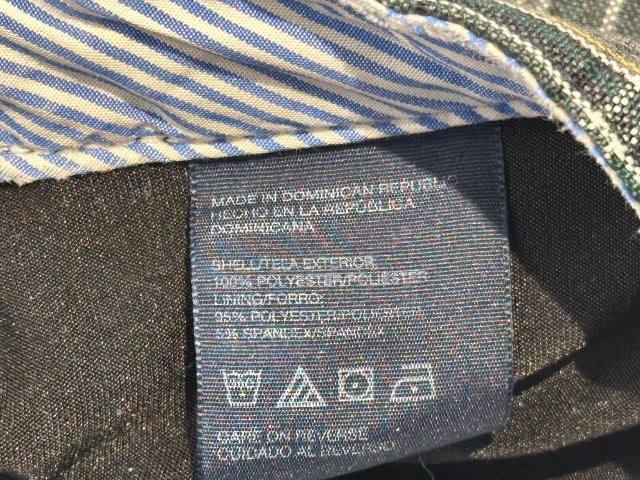 MADE IN DOMINICAN REPUBLIC
HECHO EN LA REPÚBLICA
DOMINICANA
SHELL/TELA EXTERIOR:
100% POLYESTER/POLIESTER
LINING/FORRO:
95% POLYESTER/POLIESTER
5% SPANDEX/SPANDEX
CARE ON REVERSE
CUIDADO AL REVERSO